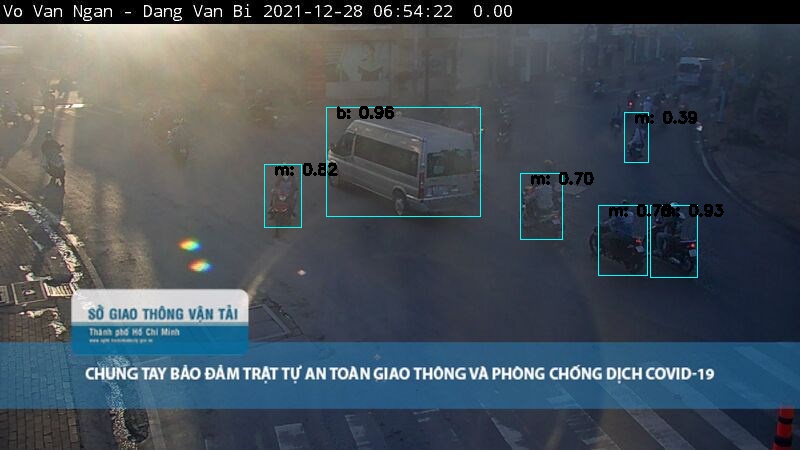 Vo Van Ngan - Dang Van Bi 2021-12-28 06:54:22 0.00
b: 0.96
m: 0.39
m: 0.82
m: 0.70
m: 0.93
SỞ GIAO THÔNG VẬN TẢI
Thành phố Hồ Chí Minh
CHUNG TAY BẢO ĐẢM TRẬT TỰ AN TOÀN GIAO THÔNG VÀ PHÒNG CHỐNG DỊCH COVID-19